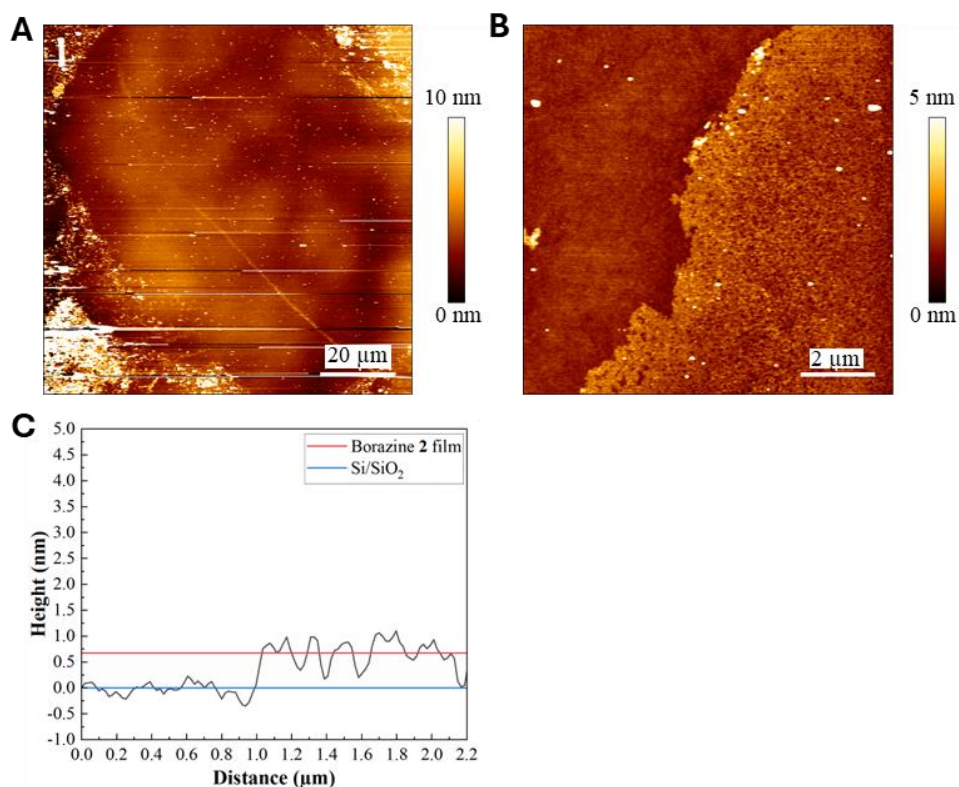 A
10 nm
0 nm
20 µm
B
5 nm
0 nm
2 µm
C
5.0
4.5
4.0
3.5
3.0
2.5
2.0
1.5
1.0
0.5
0.0
-0.5
-1.0
Height (nm)
Borazine 2 film
Si/SiO₂
0.0 0.2 0.4 0.6 0.8 1.0 1.2 1.4 1.6 1.8 2.0 2.2
Distance (µm)